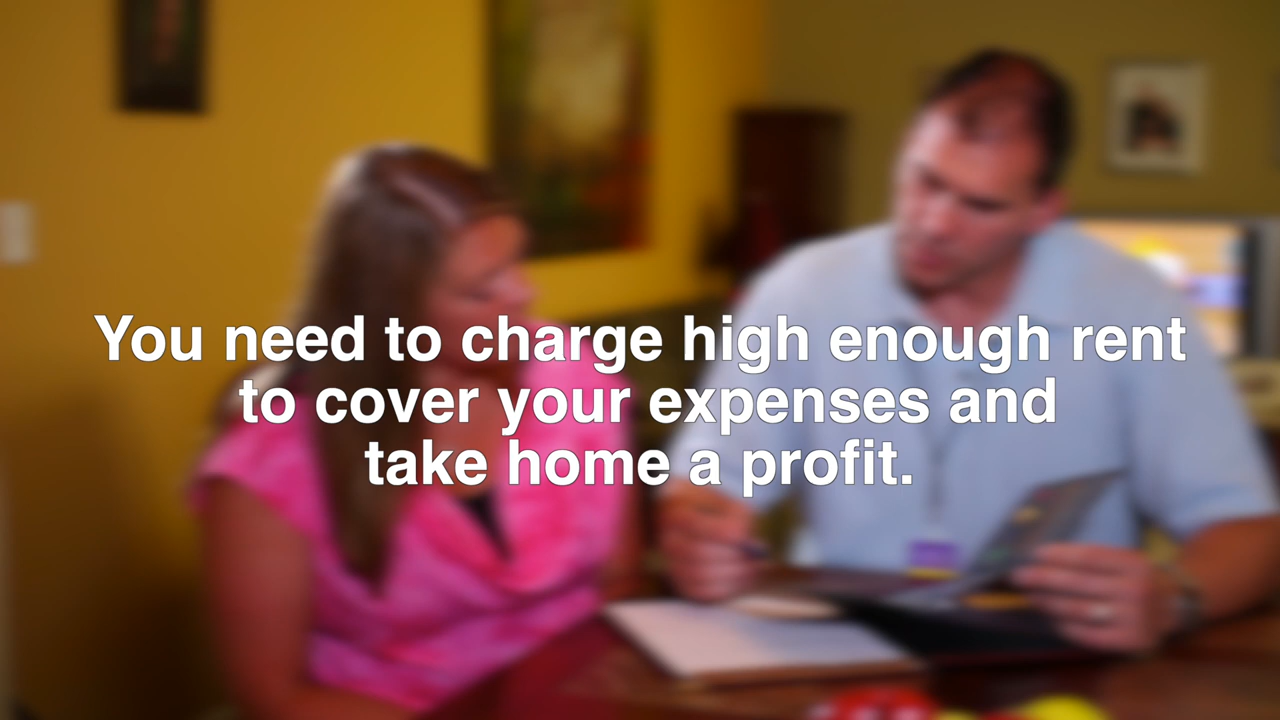 You need to charge high enough rent
to cover your expenses and
take home a profit.